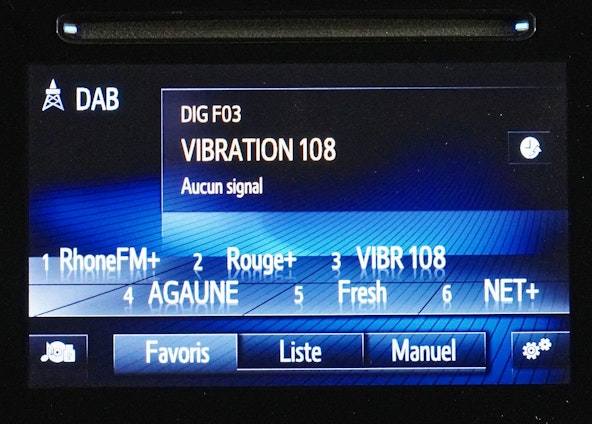 DAB
DIG F03
VIBRATION 108
Aucun signal
1 RhoneFM+ 2 Rouge+ 3 VIBR 108
4 AGAUNE 5 Fresh 6 NET+
Favoris Liste Manuel